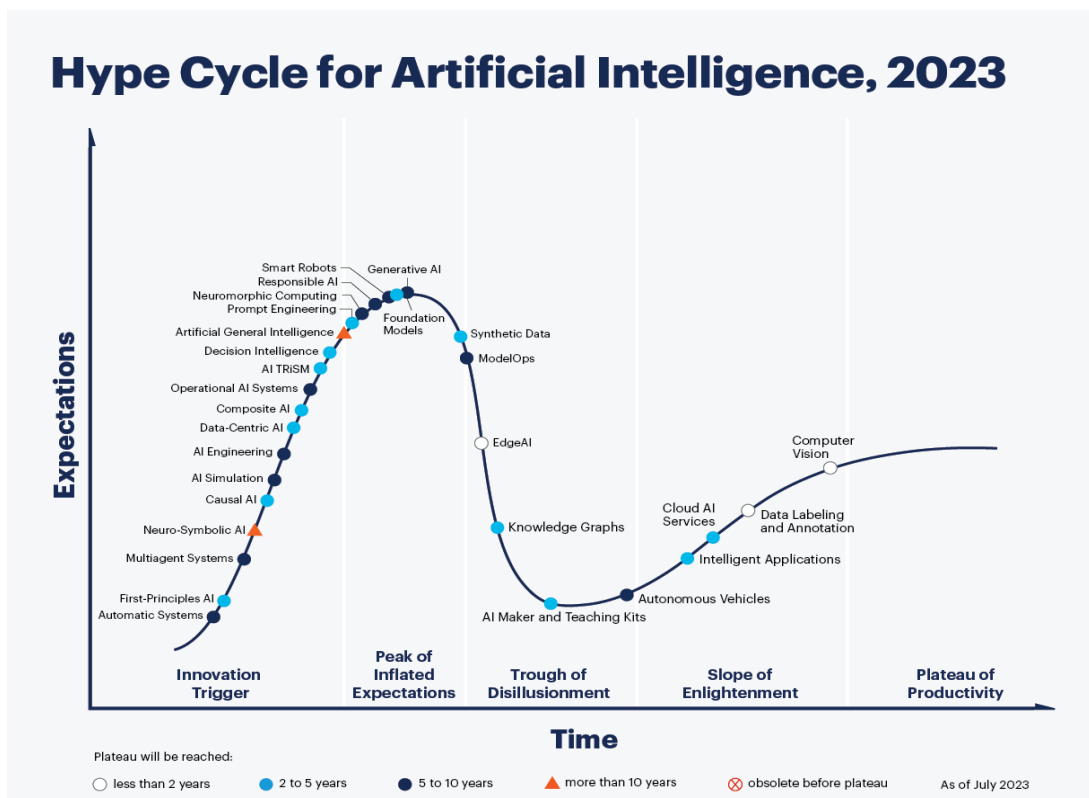 Hype Cycle for Artificial Intelligence, 2023
Expectations
Smart Robots
Generative AI
Responsible AI
Neuromorphic Computing
Prompt Engineering
Foundation
Models
Artificial General Intelligence
Synthetic Data
Decision Intelligence
ModelOps
AI TRiSM
Operational AI Systems
Composite AI
Data-Centric AI
EdgeAI
Computer
Vision
AI Engineering
AI Simulation
Causal AI
Cloud AI
Services
Data Labeling
and Annotation
Neuro-Symbolic AI
Knowledge Graphs
Multiagent Systems
Intelligent Applications
First-Principles AI
Autonomous Vehicles
Automatic Systems
AI Maker and Teaching Kits
Innovation
Trigger
Peak of
Inflated
Expectations
Trough of
Disillusionment
Slope of
Enlightenment
Plateau of
Productivity
Time
Plateau will be reached:
less than 2 years
2 to 5 years
5 to 10 years
more than 10 years
obsolete before plateau
As of July 2023